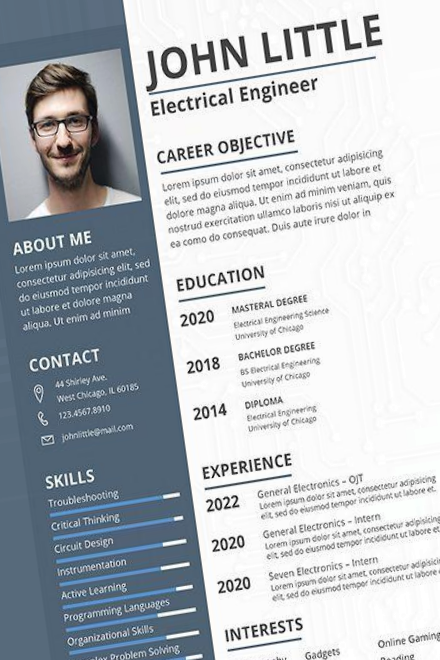 JOHN LITTLE
Electrical Engineer
ABOUT ME
Lorem ipsum dolor sit amet,
consectetur adipisicing elit, sed
do eiusmod tempor incididunt
ut labore et dolore magna
aliqua. Ut enim ad minim
CONTACT
44 Shirley Ave.
West Chicago, IL 60185
123.4567.8910
johnlittle@mail.com
SKILLS
Troubleshooting
Critical Thinking
Circuit Design
Instrumentation
Active Learning
Programming Languages
Organizational Skills
Problem Solving
CAREER OBJECTIVE
Lorem ipsum dolor sit amet, consectetur adipisicing
elit, sed do eiusmod tempor incididunt ut labore et
dolore magna aliqua. Ut enim ad minim veniam, quis
nostrud exercitation ullamco laboris nisi ut aliquip ex
ea como do consequat. Duis aute irure dolor in
EDUCATION
2020
MASTERAL DEGREE
Electrical Engineering Science
University of Chicago
2018
BACHELOR DEGREE
BS Electrical Engineering
University of Chicago
2014
DIPLOMA
Electrical Engineering
University of Chicago
EXPERIENCE
2022
General Electronics – OJT
Lorem ipsum dolor sit amet, consectetur adipisicing
elit, sed do eiusmod tempor incididunt ut labore et.
2020
General Electronics – Intern
Lorem ipsum dolor sit amet, consectetur adipisicing
elit, sed do eiusmod tempor incididunt ut labore et
2020
Seven Electronics – Intern
Lorem ipsum dolor sit amet, consectetur adipisicing
elit, sed do eiusmod tempor incididunt ut labore et
INTERESTS
Gadgets
Online Gaming
Reading